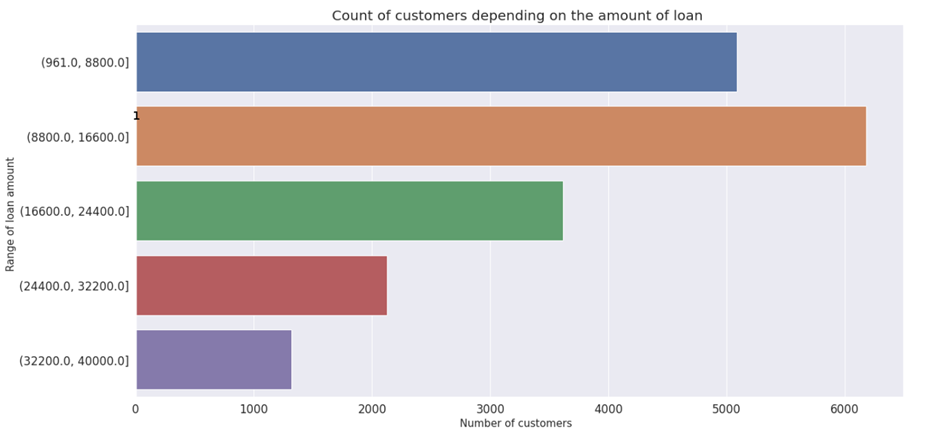 Count of customers depending on the amount of loan
(961.0, 8800.0]
1
(8800.0, 16600.0]
(16600.0, 24400.0]
(24400.0, 32200.0]
(32200.0, 40000.0]
Range of loan amount
0 1000 2000 3000 4000 5000 6000
Number of customers